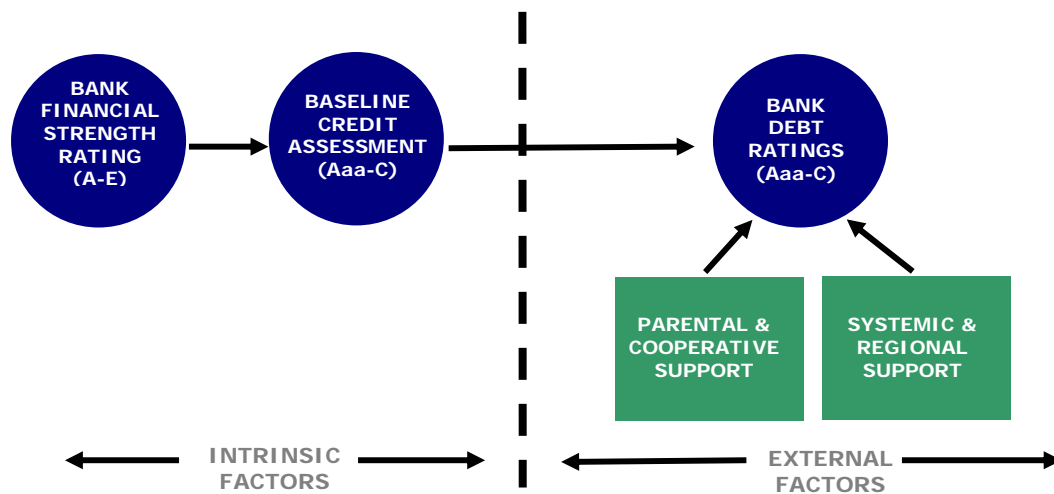 BANK
FINANCIAL
STRENGTH
RATING
(A-E)
BASELINE
CREDIT
ASSESSMENT
(Aaa-C)
BANK
DEBT
RATINGS
(Aaa-C)
PARENTAL &
COOPERATIVE
SUPPORT
SYSTEMIC &
REGIONAL
SUPPORT
INTRINSIC
FACTORS
EXTERNAL
FACTORS